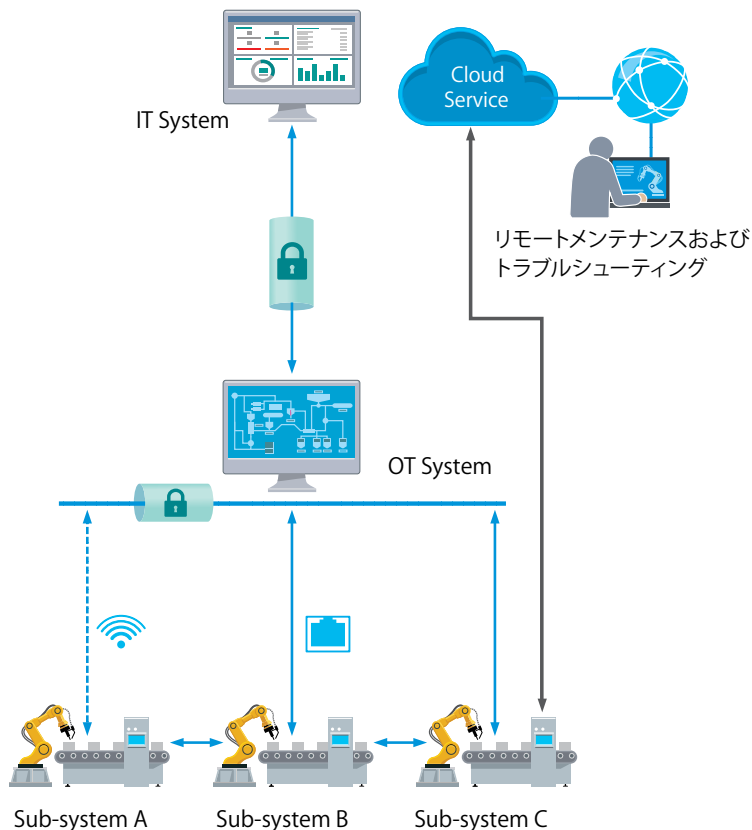 Cloud
Service
IT System
リモートメンテナンスおよび
トラブルシューティング
OT System
Sub-system A
Sub-system B
Sub-system C